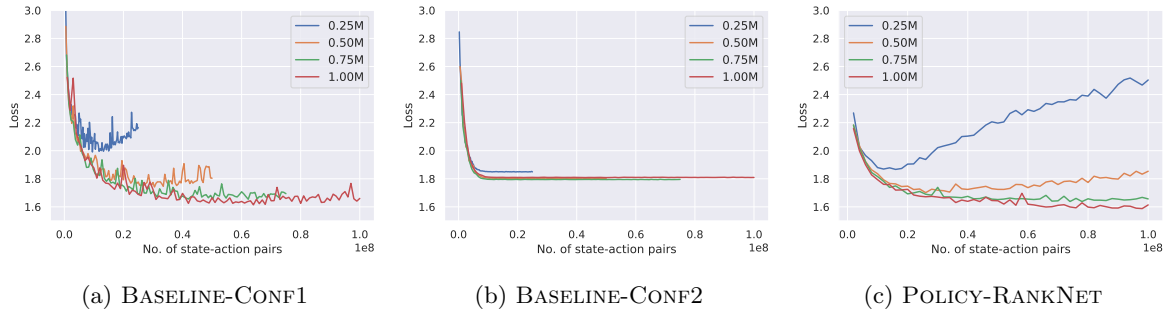 3.0
2.8
2.6
2.4
2.2
2.0
1.8
1.6
Loss
0.25M
0.50M
0.75M
1.00M
0.0 0.2 0.4 0.6 0.8 1.0
1e8
No. of state-action pairs
(a) Baseline-Conf1
3.0
2.8
2.6
2.4
2.2
2.0
1.8
1.6
Loss
0.25M
0.50M
0.75M
1.00M
0.0 0.2 0.4 0.6 0.8 1.0
1e8
No. of state-action pairs
(b) Baseline-Conf2
3.0
2.8
2.6
2.4
2.2
2.0
1.8
1.6
Loss
0.25M
0.50M
0.75M
1.00M
0.0 0.2 0.4 0.6 0.8 1.0
1e8
No. of state-action pairs
(c) Policy-RankNet